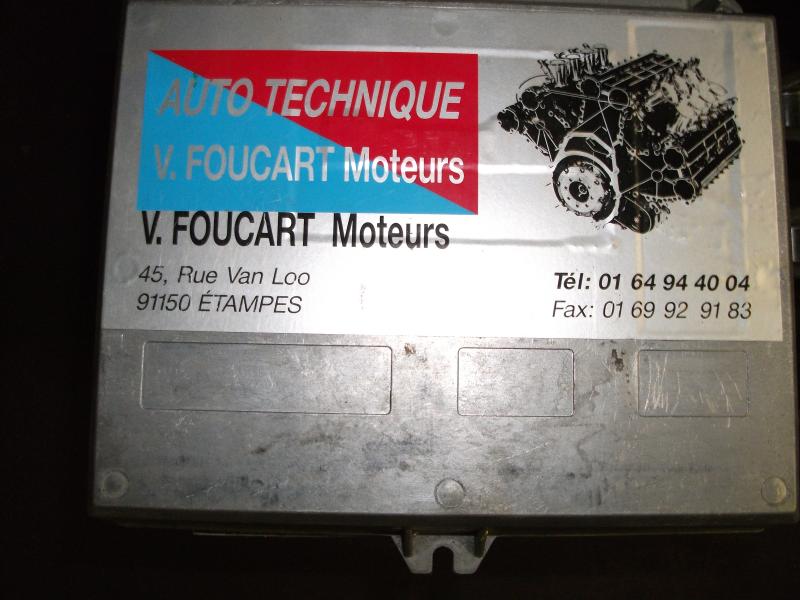 AUTO TECHNIQUE
V. FOUCART Moteurs
V. FOUCART Moteurs
45, Rue Van Loo
91150 ÉTAMPES
Tél: 01 64 94 40 04
Fax: 01 69 92 91 83